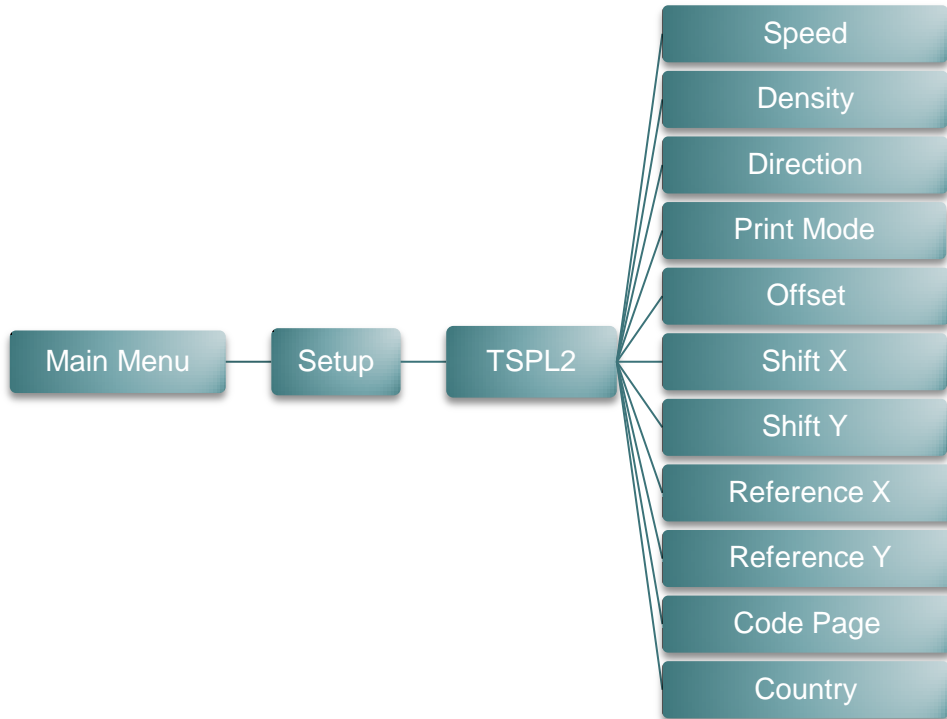 Main Menu
Setup
TSPL2
Speed
Density
Direction
Print Mode
Offset
Shift X
Shift Y
Reference X
Reference Y
Code Page
Country